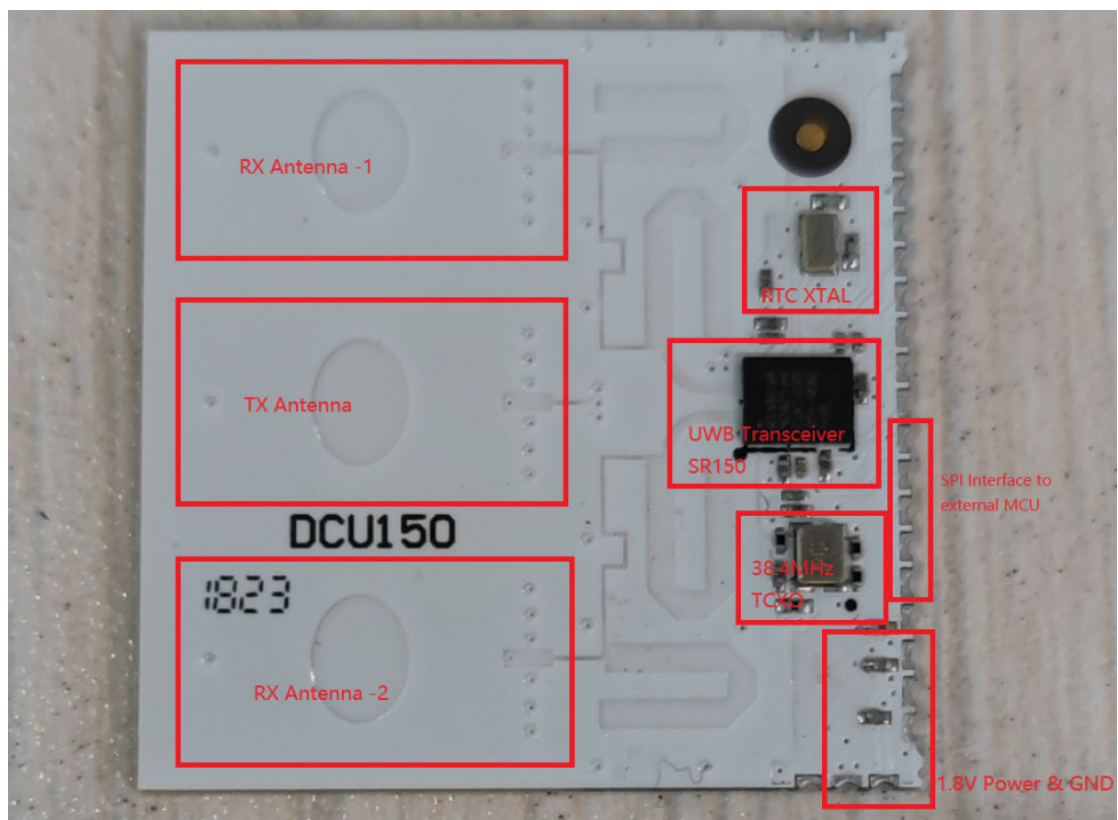 RX Antenna -1
RTC XTAL
TX Antenna
UWB Transceiver
SR150
SPI Interface to
external MCU
DCU150
38.4MHz
TCXO
1823
RX Antenna -2
1.8V Power & GND